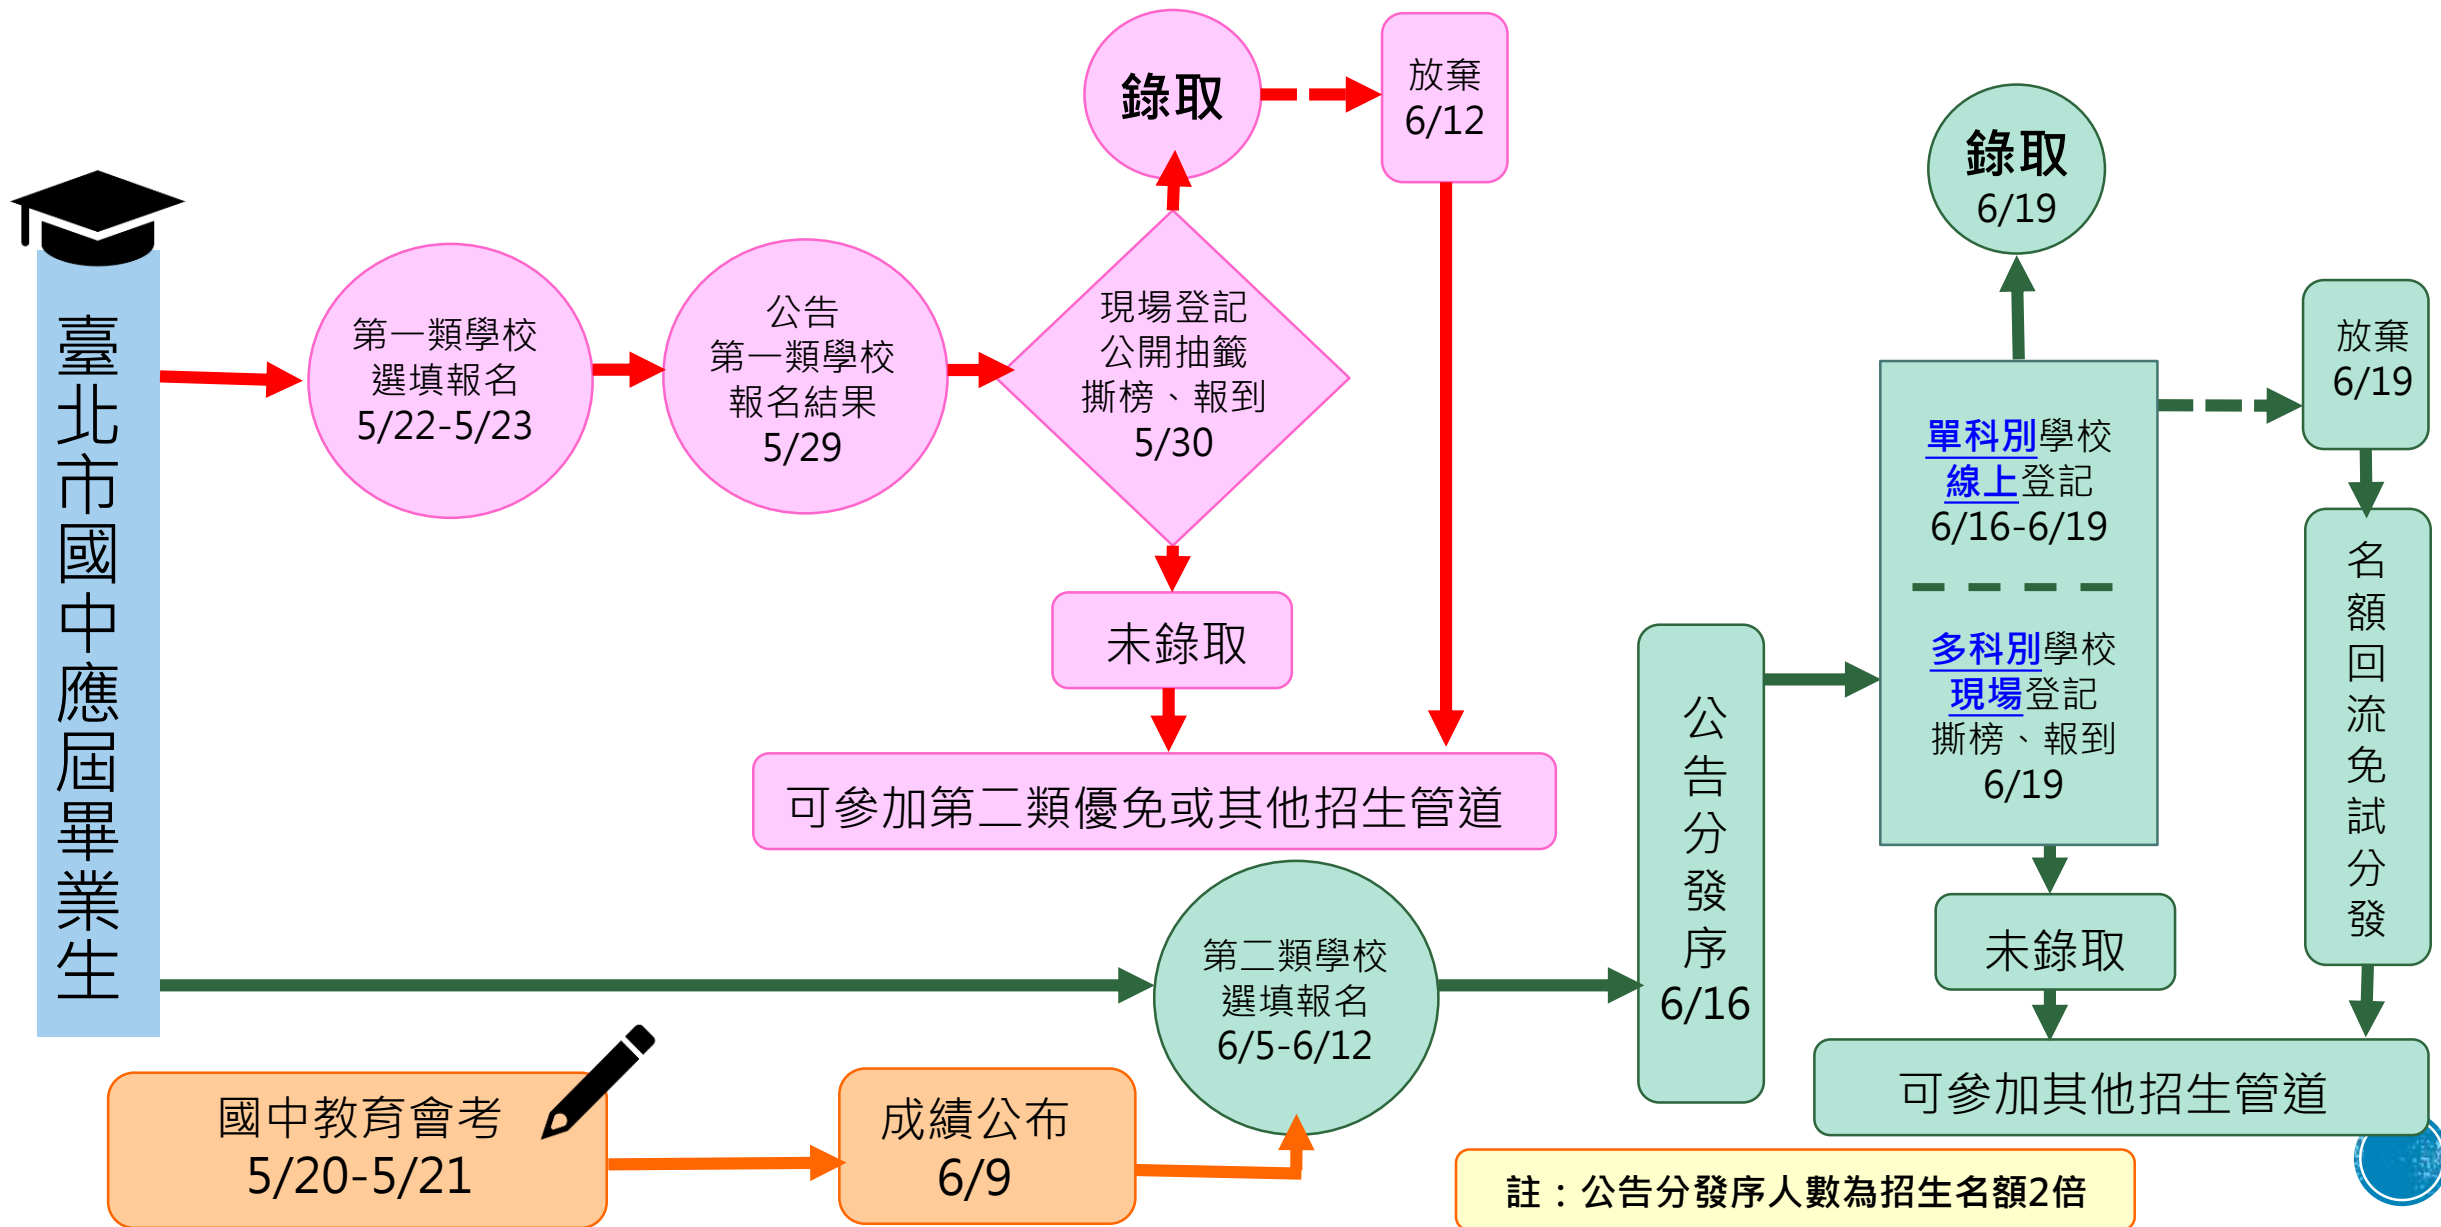 臺北市國中應屆畢業生
第一類學校
選填報名
5/22-5/23
公告
第一類學校
報名結果
5/29
現場登記
公開抽籤
撕榜、報到
5/30
錄取
放棄
6/12
未錄取
可參加第二類優免或其他招生管道
國中教育會考
5/20-5/21
成績公布
6/9
第二類學校
選填報名
6/5-6/12
公告分發序
6/16
單科別學校
線上登記
6/16-6/19
多科別學校
現場登記
撕榜、報到
6/19
錄取
6/19
放棄
6/19
名額回流免試分發
未錄取
可參加其他招生管道
註：公告分發序人數為招生名額2倍